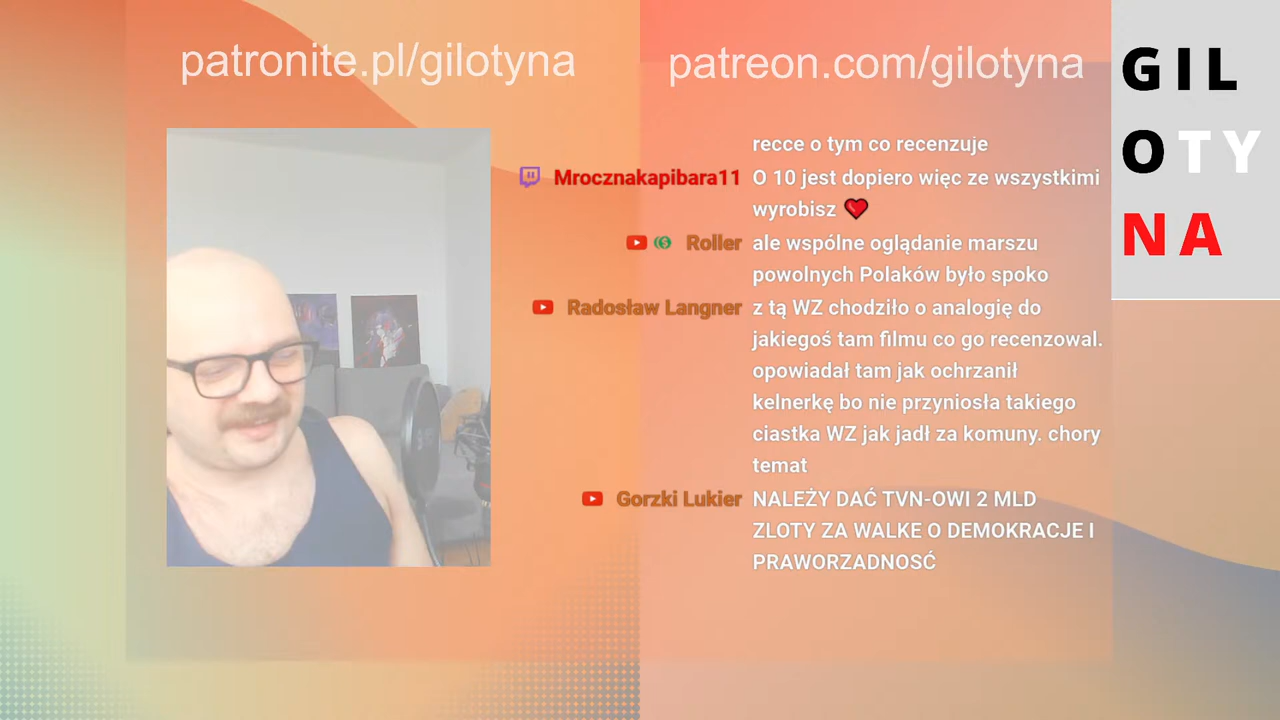 patronite.pl/gilotyna
patreon.com/gilotyna
GIL
OTY
NA
recce o tym co recenzuje
Mrocznakapibara11 O 10 jest dopiero więc ze wszystkimi
wyrobisz
Roller ale wspólne oglądanie marszu
powolnych Polaków było spoko
Radosław Langner z tą WZ chodziło o analogię do
jakiegoś tam filmu co go recenzowal.
opowiadał tam jak ochrzanił
kelnerkę bo nie przyniosła takiego
ciastka WZ jak jadł za komuny. chory
temat
Gorzki Lukier NALEŻY DAĆ TVN-OWI 2 MLD
ZLOTY ZA WALKE O DEMOKRACJE I
PRAWORZADNOSĆ